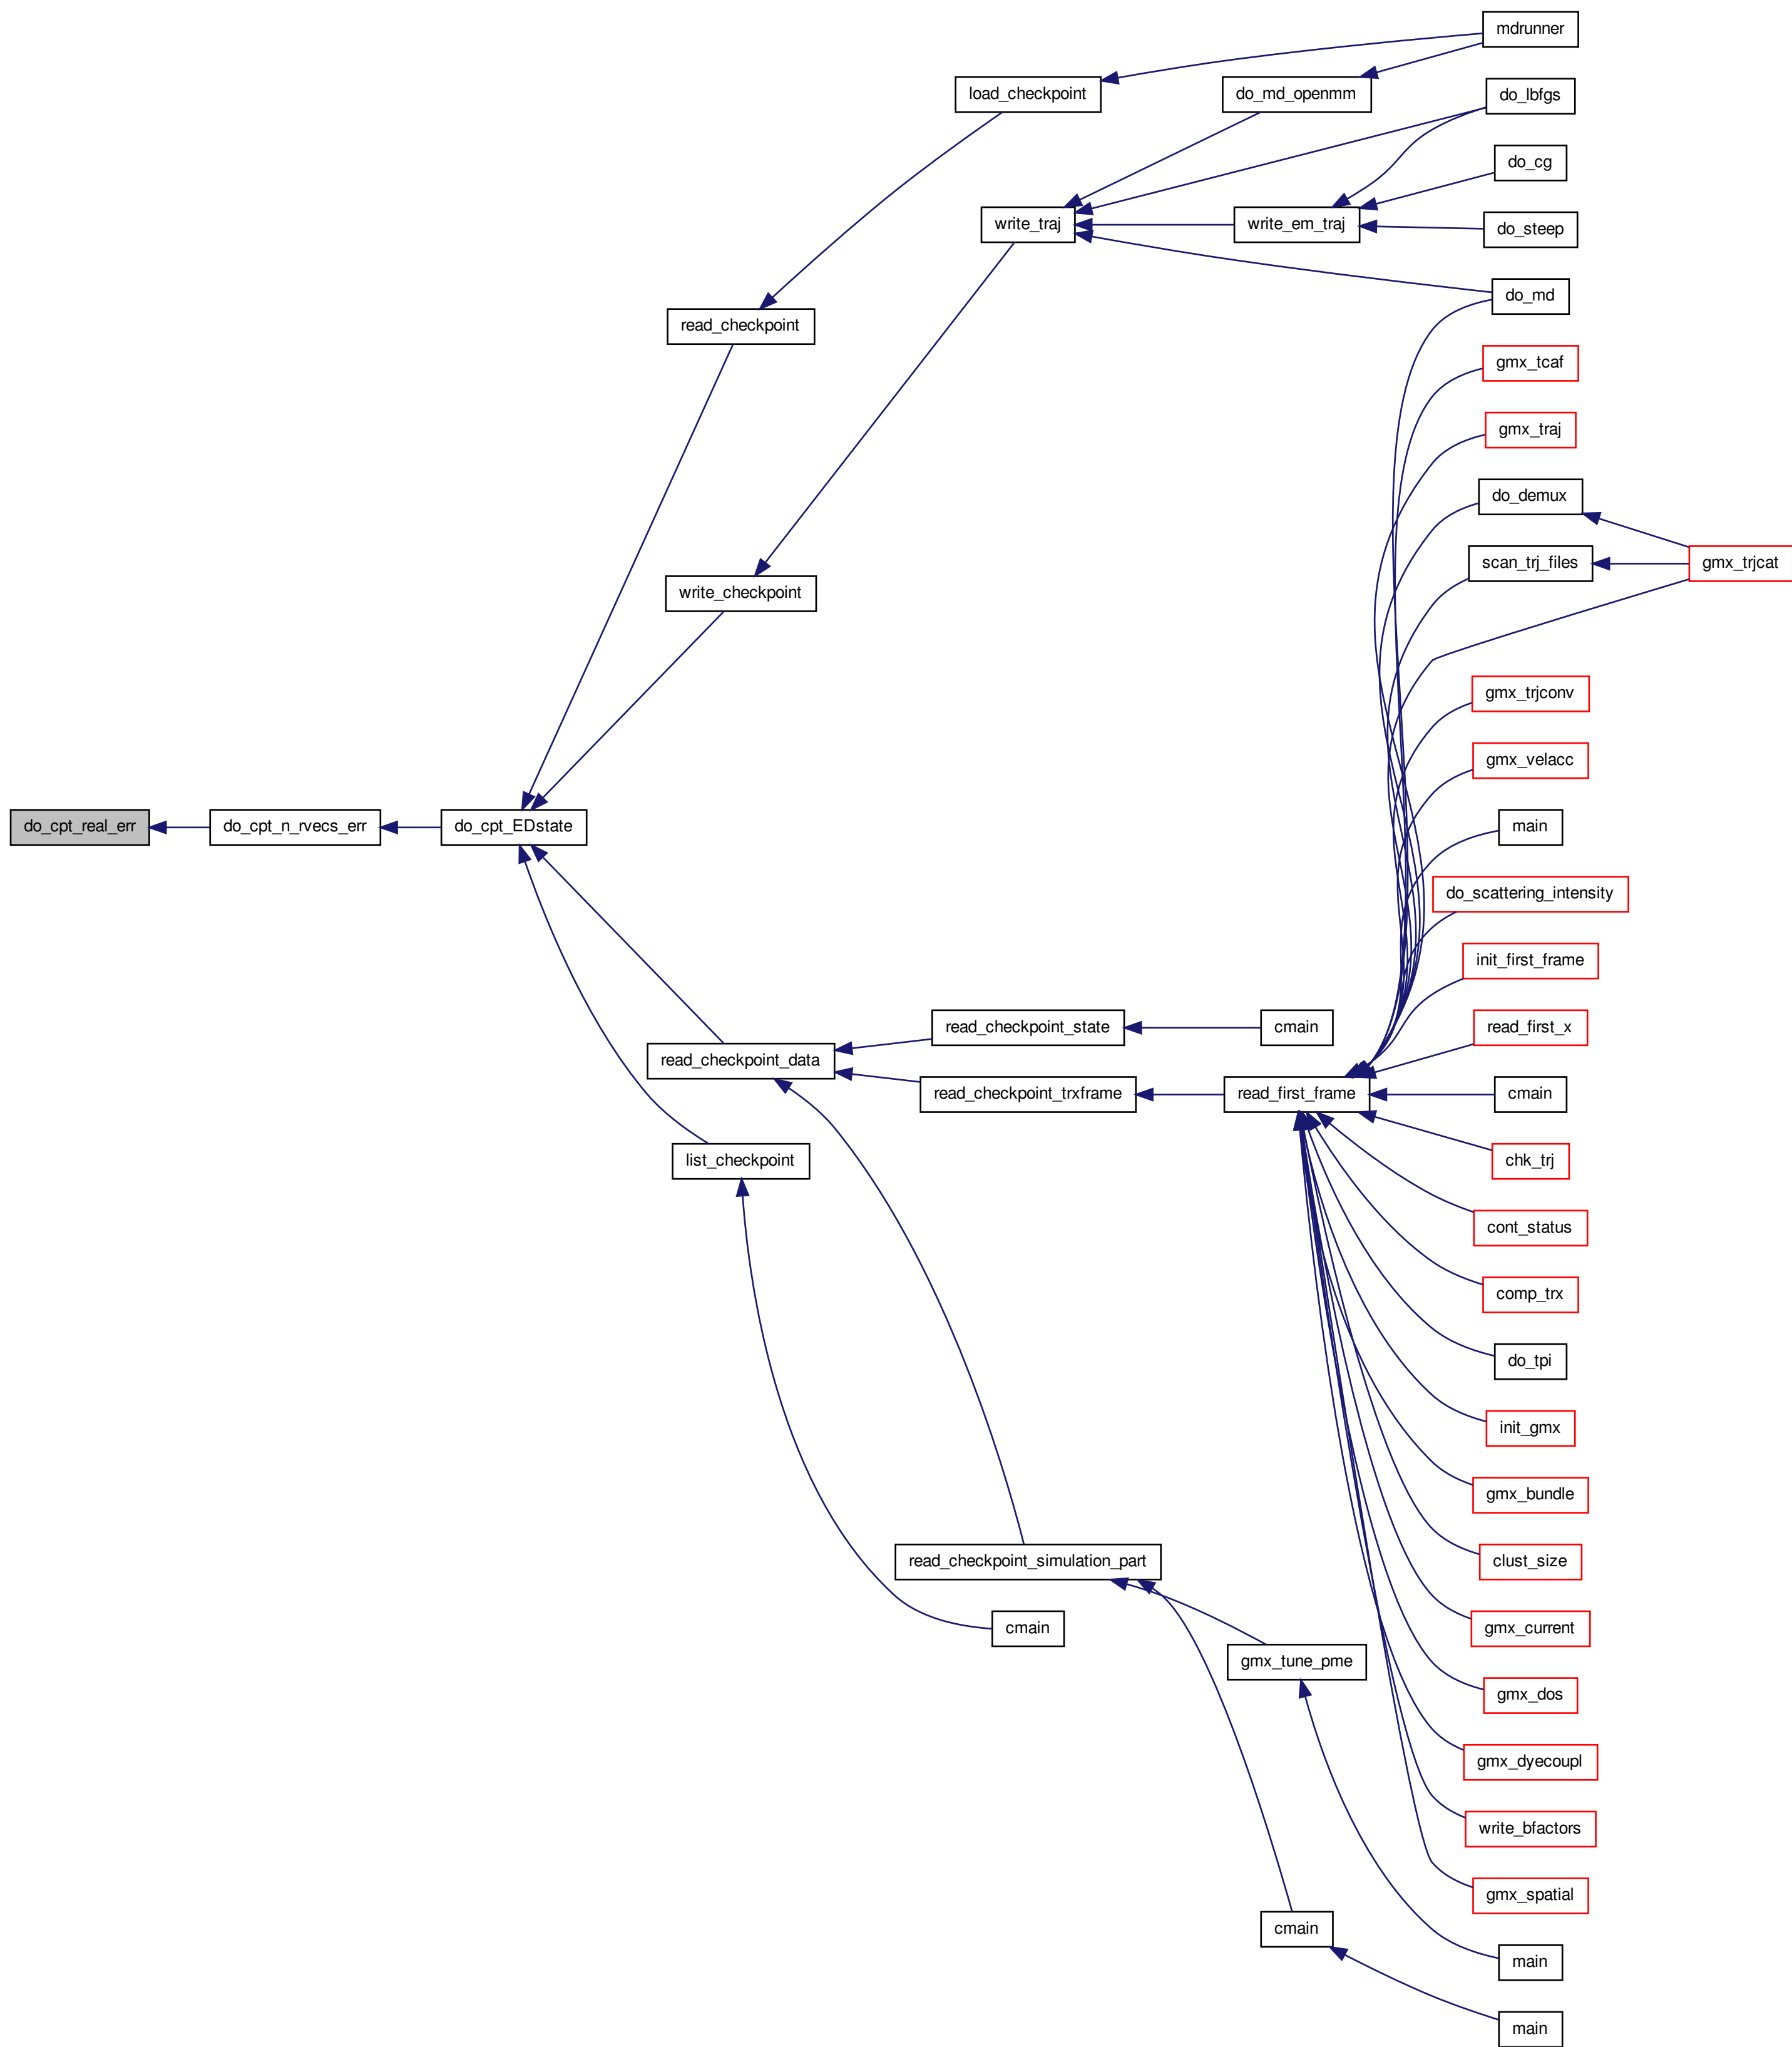 mdrunner
load_checkpoint
do_md_openmm
do_lbfgs
do_cg
write_traj
write_em_traj
do_steep
do_md
read_checkpoint
gmx_tcaf
gmx_traj
do_demux
scan_trj_files
gmx_trjcat
write_checkpoint
gmx_trjconv
gmx_velacc
do_cpt_real_err
do_cpt_n_rvecs_err
do_cpt_EDstate
main
do_scattering_intensity
init_first_frame
read_checkpoint_state
cmain
read_first_x
read_checkpoint_data
read_checkpoint_trxframe
read_first_frame
cmain
list_checkpoint
chk_trj
cont_status
comp_trx
do_tpi
init_gmx
gmx_bundle
read_checkpoint_simulation_part
clust_size
cmain
gmx_current
gmx_tune_pme
gmx_dos
gmx_dyecoupl
write_bfactors
gmx_spatial
cmain
main
main